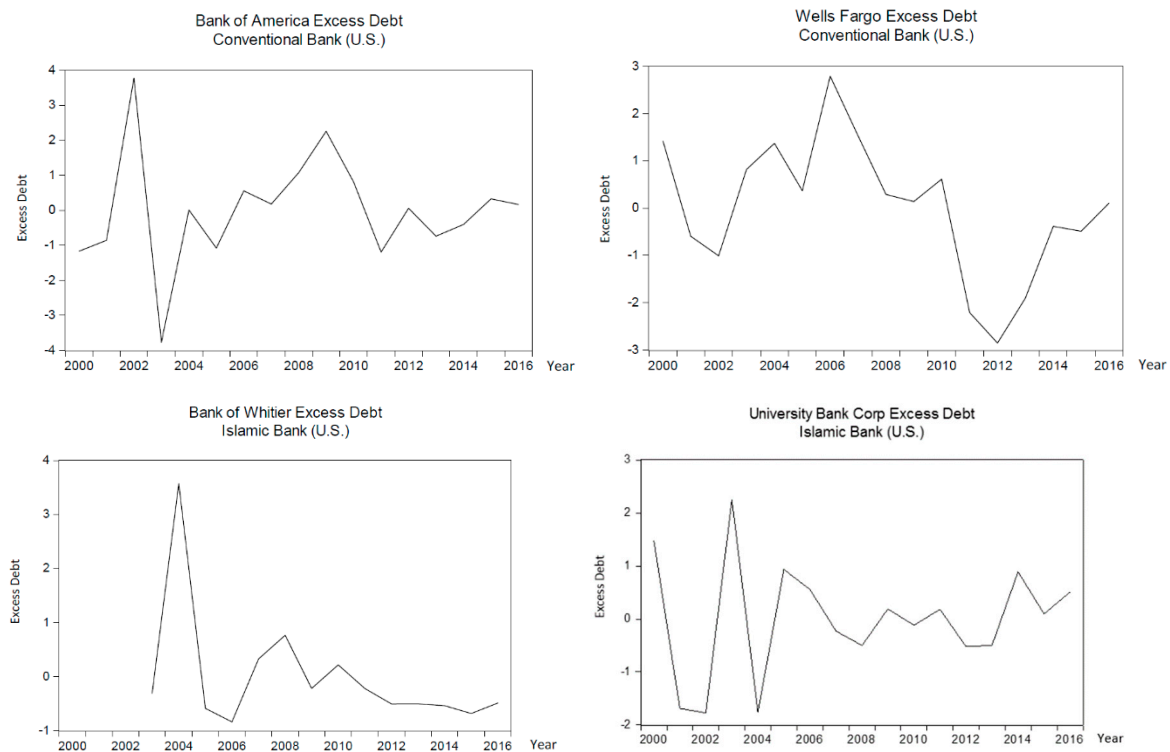 Bank of America Excess Debt
Conventional Bank (U.S.)
4
3
2
1
0
-1
-2
-3
-4
Excess Debt
2000 2002 2004 2006 2008 2010 2012 2014 2016 Year
Wells Fargo Excess Debt
Conventional Bank (U.S.)
3
2
1
0
-1
-2
-3
Excess Debt
2000 2002 2004 2006 2008 2010 2012 2014 2016 Year
Bank of Whitier Excess Debt
Islamic Bank (U.S.)
4
3
2
1
0
-1
Excess Debt
2000 2002 2004 2006 2008 2010 2012 2014 2016 Year
University Bank Corp Excess Debt
Islamic Bank (U.S.)
3
2
1
0
-1
-2
Excess Debt
2000 2002 2004 2006 2008 2010 2012 2014 2016 Year